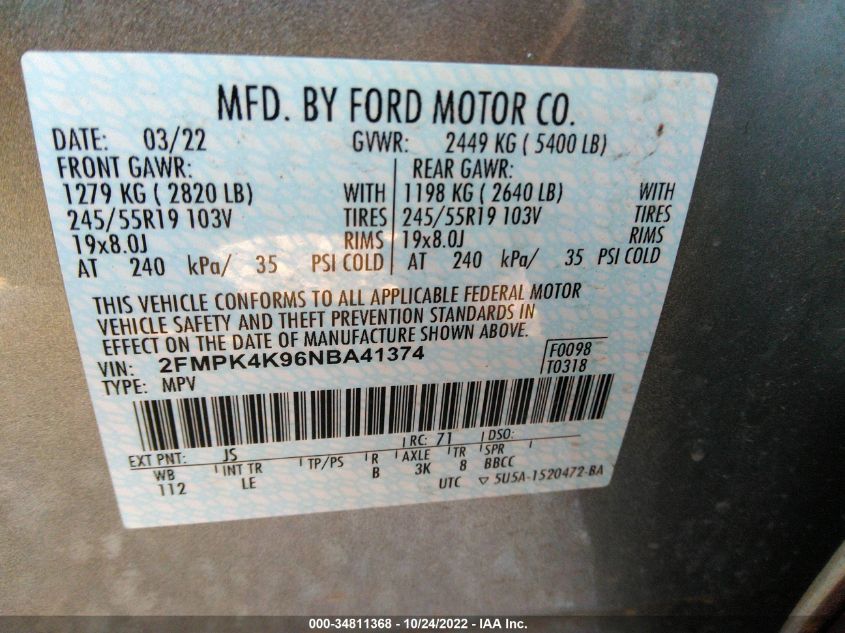 MFD. BY FORD MOTOR CO.
DATE: 03/22 GVWR: 2449 KG ( 5400 LB)
FRONT GAWR: REAR GAWR:
1279 KG ( 2820 LB) WITH 1198 KG ( 2640 LB) WITH
245/55R19 103V TIRES 245/55R19 103V TIRES
19x8.0J RIMS 19x8.0J RIMS
AT 240 kPa/ 35 PSI COLD AT 240 kPa/ 35 PSI COLD
THIS VEHICLE CONFORMS TO ALL APPLICABLE FEDERAL MOTOR
VEHICLE SAFETY AND THEFT PREVENTION STANDARDS IN
EFFECT ON THE DATE OF MANUFACTURE SHOWN ABOVE.
VIN: 2FMPK4K96NBA41374 F0098
TYPE: MPV T0318
EXT PNT: JS RC: 71 DSO:
WB INT TR TP/PS R AXLE TR SPR
112 LE B 3K 8 BBCC
UTC ▽ 5U5A-1520472-BA
000-34811368 - 10/24/2022 - IAA Inc.